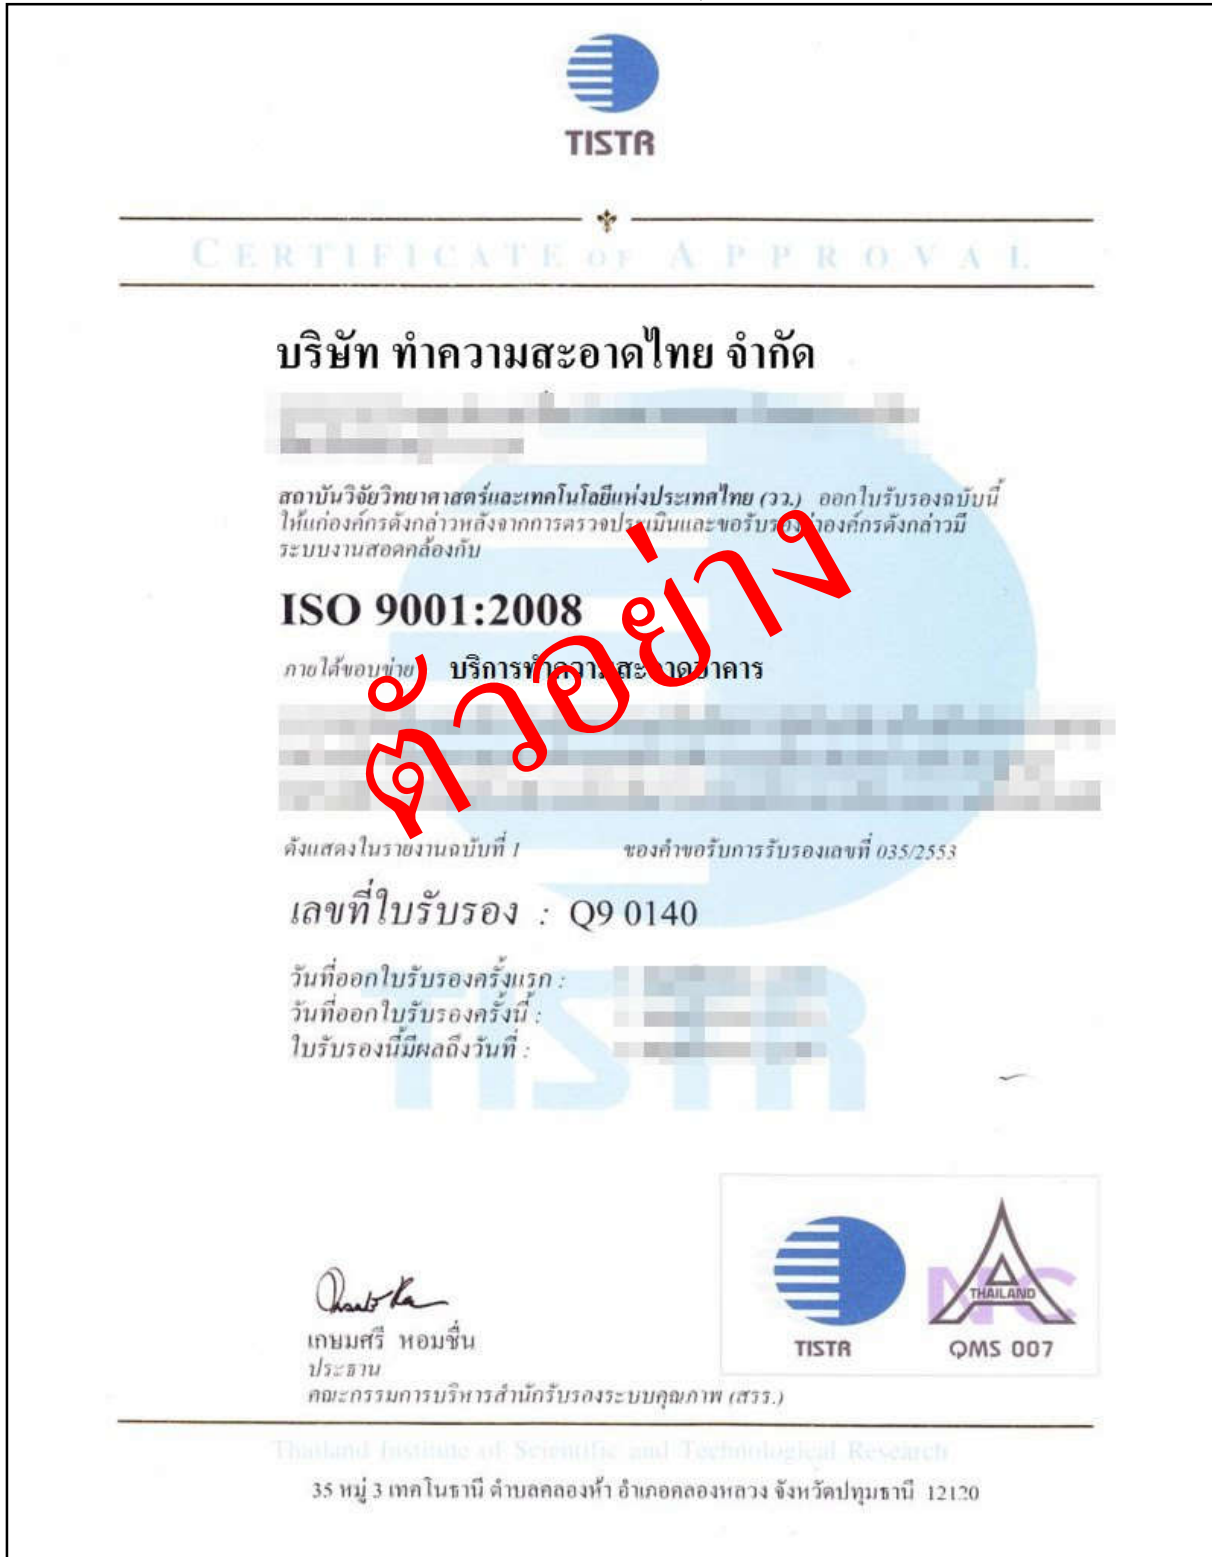 TISTR
CERTIFICATE OF APPROVAL
บริษัท ทำความสะอาดไทย จำกัด
สถาบันวิจัยวิทยาศาสตร์และเทคโนโลยีแห่งประเทศไทย (วว.) ออกใบรับรองฉบับนี้
ให้แก่องค์กรดังกล่าวหลังจากการตรวจประเมินและขอรับรองว่าองค์กรดังกล่าวมี
ระบบงานสอดคล้องกับ
ISO 9001:2008
ภายใต้ขอบข่าย บริการทำความสะอาดอาคาร
ตัวอย่าง
ดังแสดงในรายงานฉบับที่ 1 ของคำขอรับการรับรองเลขที่ 035/2553
เลขที่ใบรับรอง : Q9 0140
วันที่ออกใบรับรองครั้งแรก :
วันที่ออกใบรับรองครั้งนี้ :
ใบรับรองนี้มีผลถึงวันที่ :
TISTR
เกษมศรี หอมชื่น
ประธาน
คณะกรรมการบริหารสำนักรับรองระบบคุณภาพ (สรร.)
TISTR
NAC
THAILAND
QMS 007
Thailand Institute of Scientific and Technological Research
35 หมู่ 3 เทคโนธานี ตำบลคลองห้า อำเภอคลองหลวง จังหวัดปทุมธานี 12120